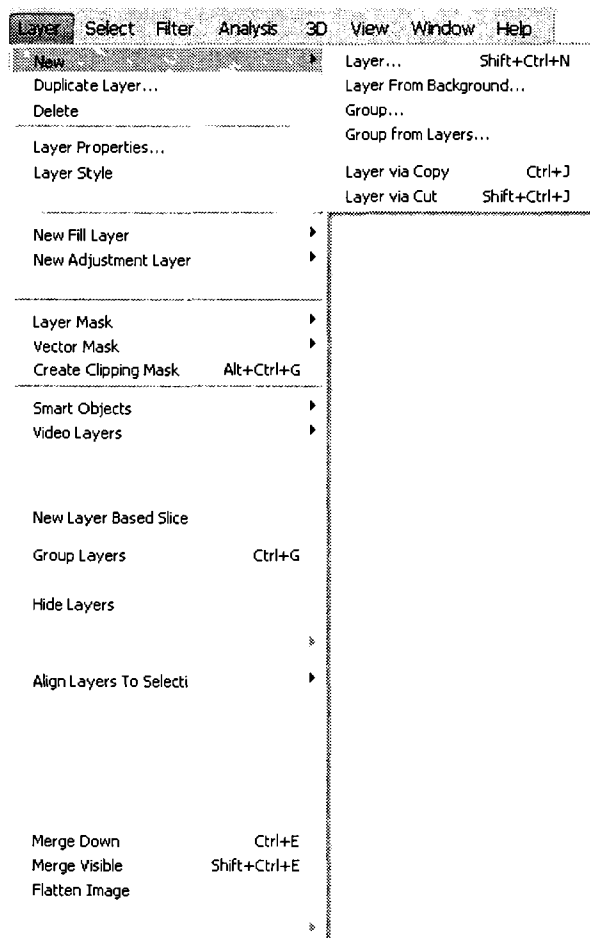 Layer Select Filter Analysis 3D View Window Help
New
Duplicate Layer...
Delete
Layer Properties...
Layer Style
New Fill Layer
New Adjustment Layer
Layer Mask
Vector Mask
Create Clipping Mask Alt+Ctrl+G
Smart Objects
Video Layers
New Layer Based Slice
Group Layers Ctrl+G
Hide Layers
Align Layers To Selecti
Merge Down Ctrl+E
Merge Visible Shift+Ctrl+E
Flatten Image
Layer... Shift+Ctrl+N
Layer From Background...
Group...
Group from Layers...
Layer via Copy Ctrl+J
Layer via Cut Shift+Ctrl+J